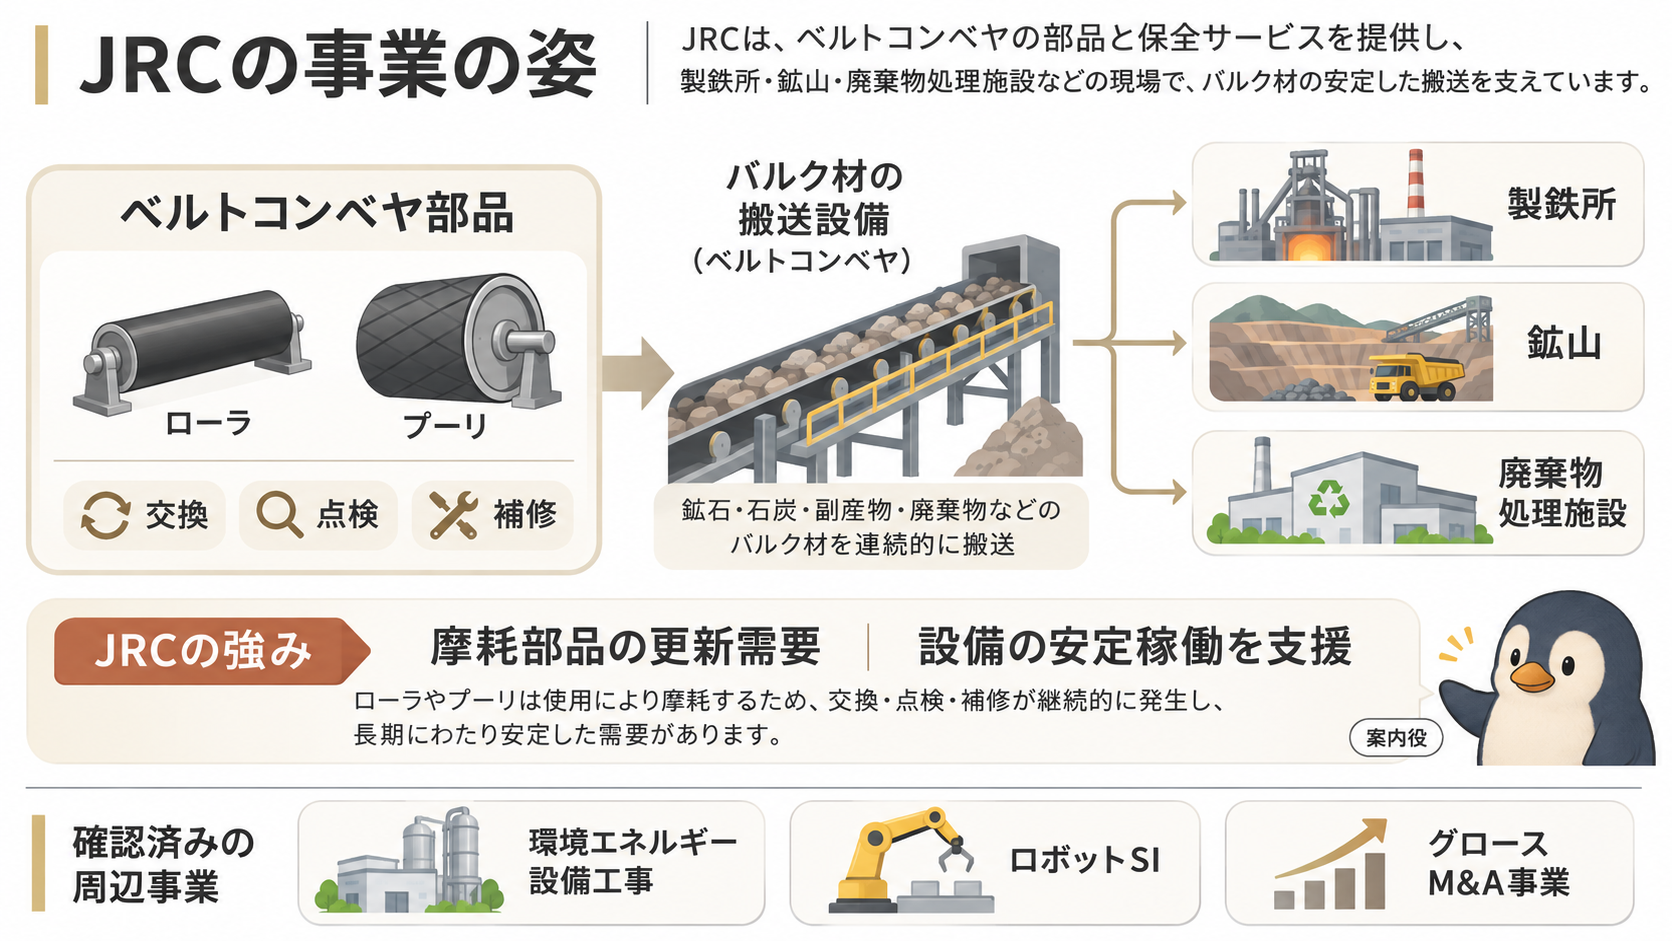 JRCの事業の姿
JRCは、ベルトコンベヤの部品と保全サービスを提供し、
製鉄所・鉱山・廃棄物処理施設などの現場で、バルク材の安定した搬送を支えています。
ベルトコンベヤ部品
ローラ
プーリ
交換
点検
補修
バルク材の
搬送設備
（ベルトコンベヤ）
鉱石・石炭・副産物・廃棄物などの
バルク材を連続的に搬送
製鉄所
鉱山
廃棄物
処理施設
JRCの強み
摩耗部品の更新需要
設備の安定稼働を支援
ローラやプーリは使用により摩耗するため、交換・点検・補修が継続的に発生し、
長期にわたり安定した需要があります。
案内役
確認済みの
周辺事業
環境エネルギー
設備工事
ロボットSI
グロース
M&A事業